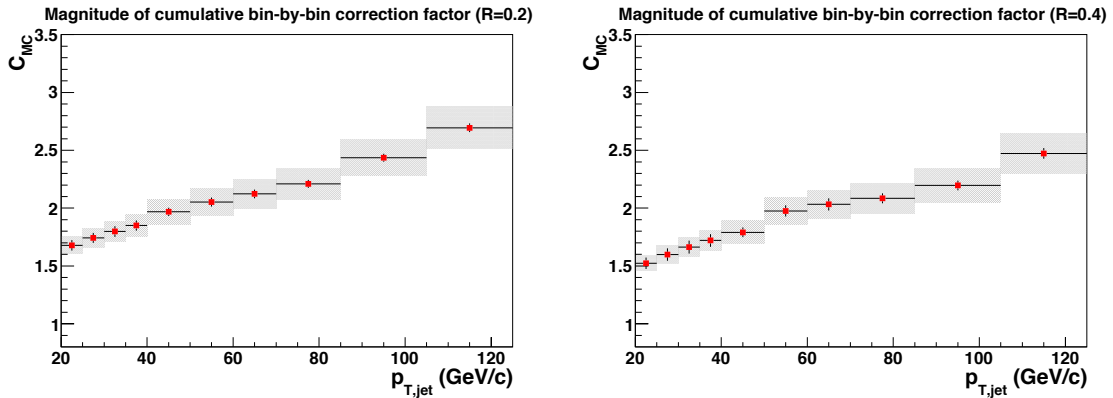 Magnitude of cumulative bin-by-bin correction factor (R=0.2)
C_MC
3.5
3
2.5
2
1.5
1
20 40 60 80 100 120
p_T,jet (GeV/c)
Magnitude of cumulative bin-by-bin correction factor (R=0.4)
C_MC
3.5
3
2.5
2
1.5
1
20 40 60 80 100 120
p_T,jet (GeV/c)